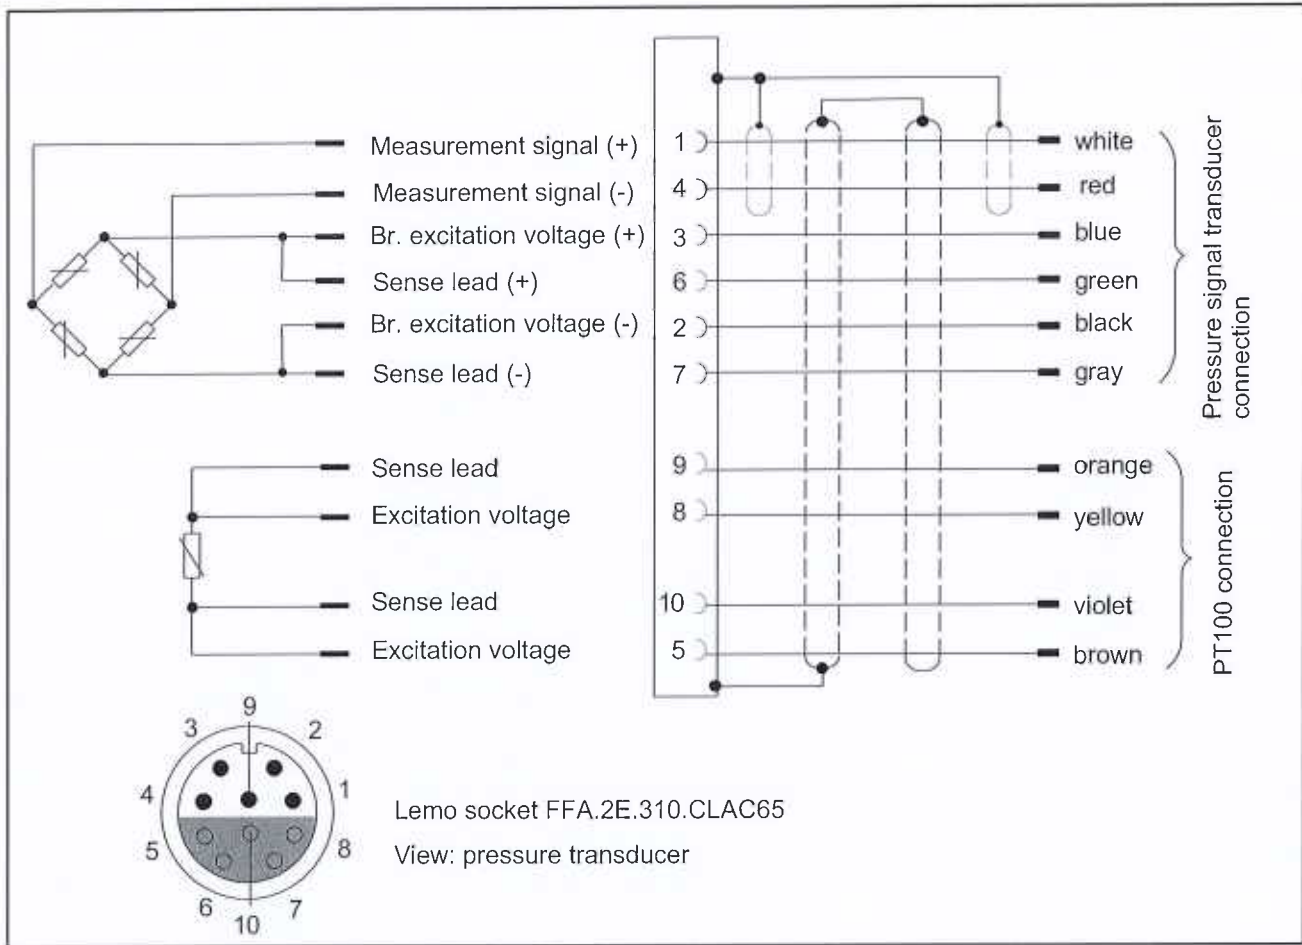 Measurement signal (+) 1 white
Measurement signal (-) 4 red
Br. excitation voltage (+) 3 blue
Sense lead (+) 6 green
Br. excitation voltage (-) 2 black
Sense lead (-) 7 gray
Pressure signal transducer
connection
Sense lead 9 orange
Excitation voltage 8 yellow
Sense lead 10 violet
Excitation voltage 5 brown
PT100 connection
9
3 2
4 1
5 8
6 7
10
Lemo socket FFA.2E.310.CLAC65
View: pressure transducer